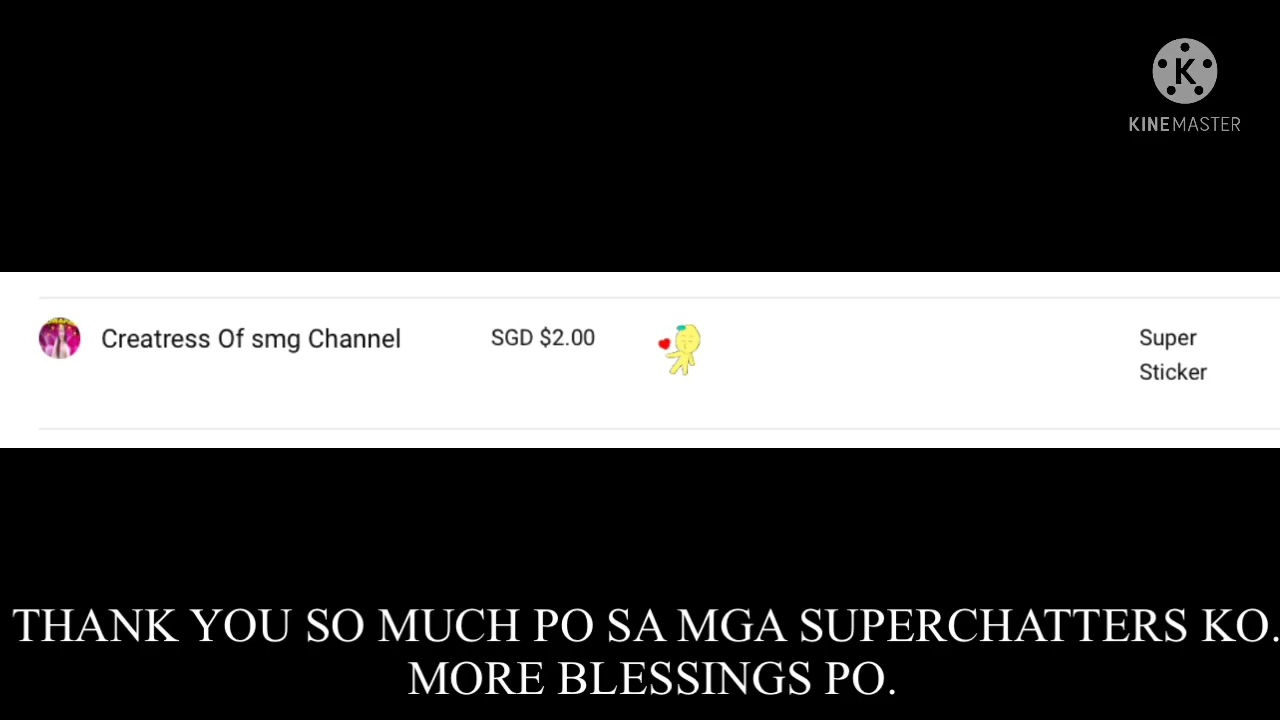 K
KINEMASTER
Creatress Of smg Channel SGD $2.00 Super
Sticker
THANK YOU SO MUCH PO SA MGA SUPERCHATTERS KO.
MORE BLESSINGS PO.